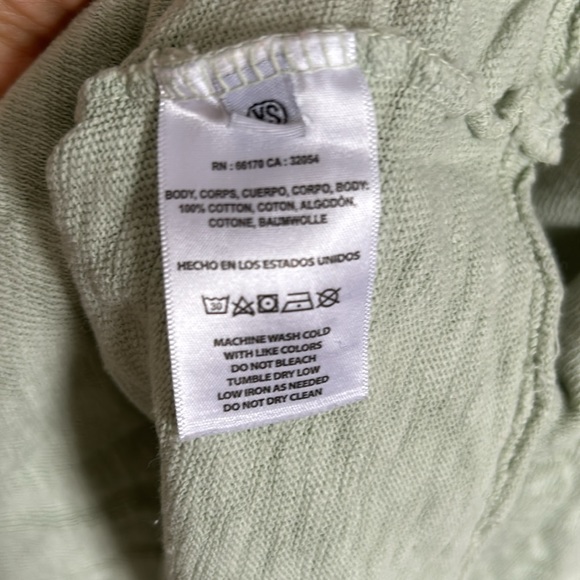 XS
RN : 66170 CA : 32054
BODY, CORPS, CUERPO, CORPO, BODY:
100% COTTON, COTON, ALGODÓN,
COTONE, BAUMWOLLE
HECHO EN LOS ESTADOS UNIDOS
30
MACHINE WASH COLD
WITH LIKE COLORS
DO NOT BLEACH
TUMBLE DRY LOW
LOW IRON AS NEEDED
DO NOT DRY CLEAN